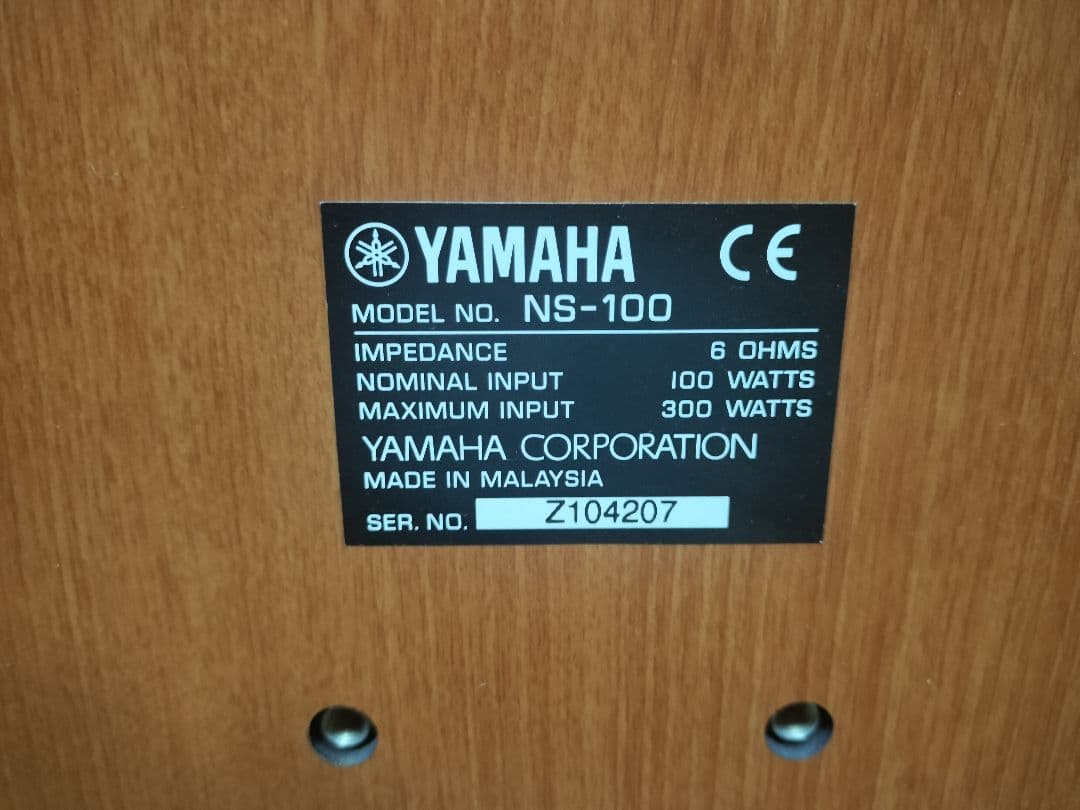 YAMAHA CE
MODEL NO. NS-100
IMPEDANCE 6 OHMS
NOMINAL INPUT 100 WATTS
MAXIMUM INPUT 300 WATTS
YAMAHA CORPORATION
MADE IN MALAYSIA
SER. NO. Z104207